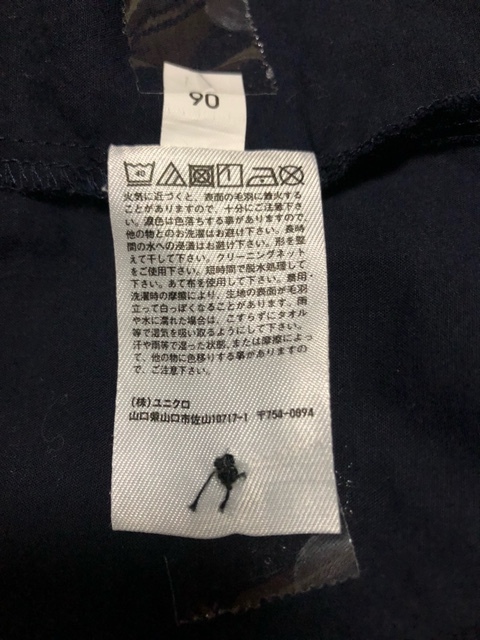 90
40
火気に近づくと、表面の毛羽に着火する
ことがありますので、十分にご注意下さ
い。濃色は色落ちする事がありますので、
他の物とのお洗濯はお避け下さい。長時
間の水への浸漬はお避け下さい。形を整
えて干して下さい。クリーニングネット
をご使用下さい。短時間で脱水処理して
下さい。あて布を使用して下さい。着用・
洗濯時の摩擦により、生地の表面が毛羽
立って白っぽくなることがあります。雨
や水に濡れた場合は、こすらずにタオル
等で湿気を吸い取るようにして下さい。
汗や雨等で湿った状態、または摩擦によっ
て、他の物に色移りする事がありますの
で、ご注意下さい。
(株)ユニクロ
山口県山口市佐山10717-1 〒754-0894